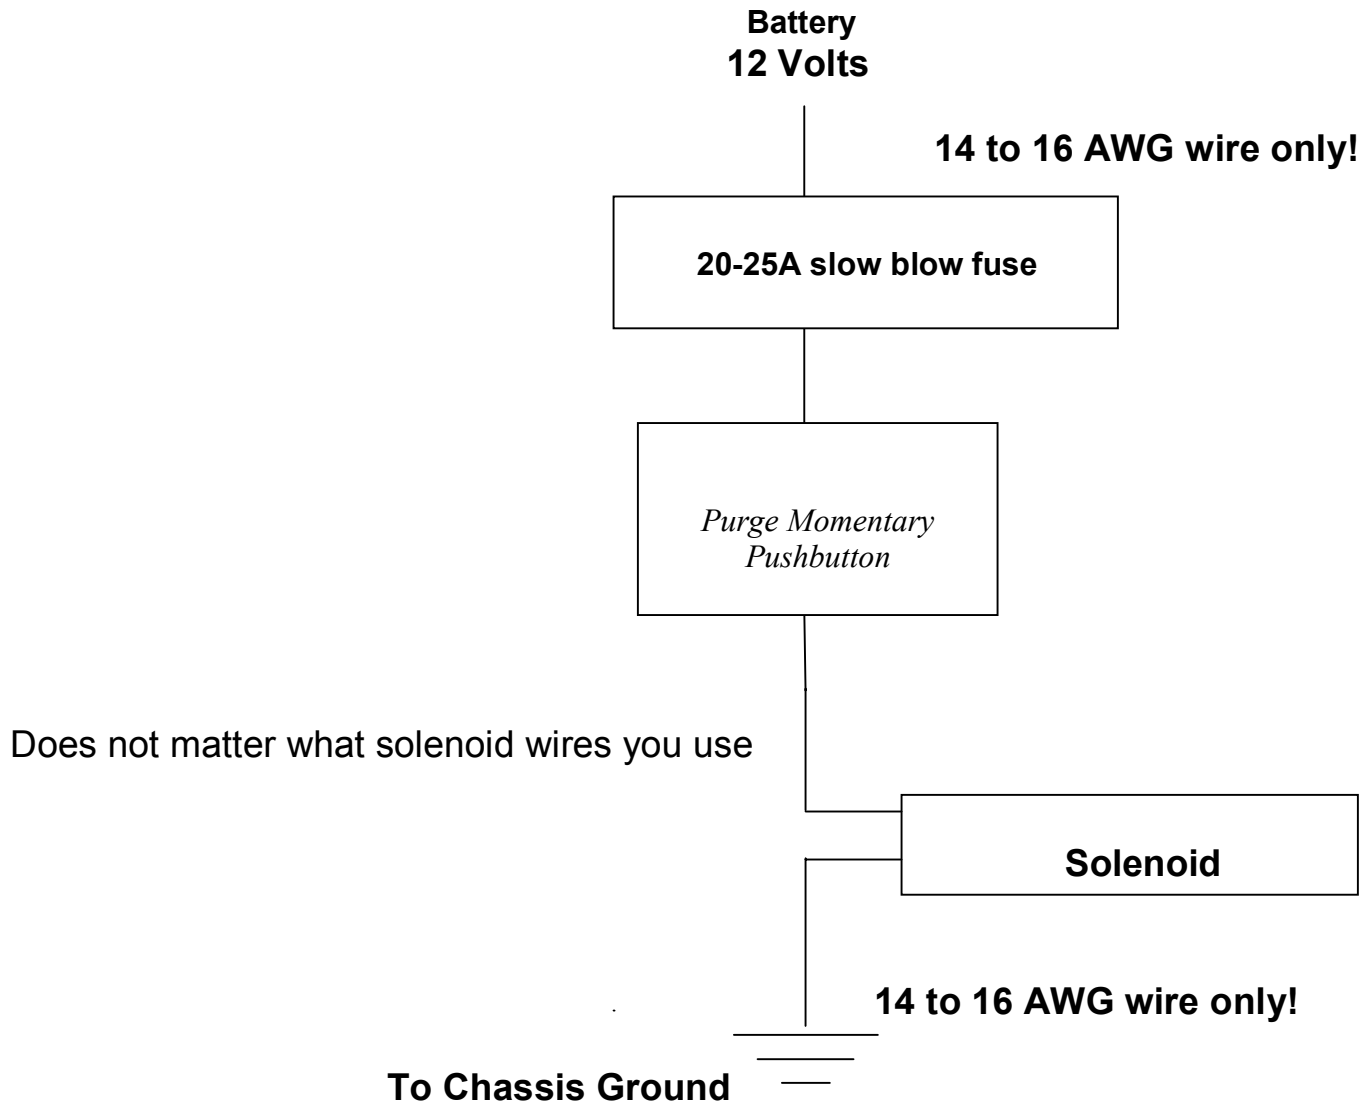 Battery
12 Volts
14 to 16 AWG wire only!
20-25A slow blow fuse
Purge Momentary
Pushbutton
Does not matter what solenoid wires you use
Solenoid
14 to 16 AWG wire only!
To Chassis Ground